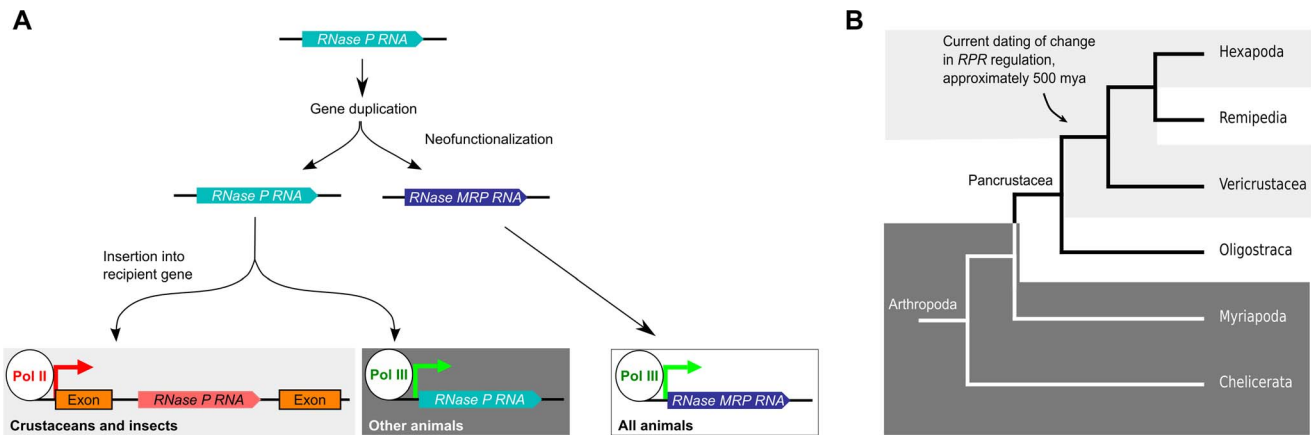 A
RNase P RNA
Gene duplication
Neofunctionalization
RNase P RNA
RNase MRP RNA
Insertion into
recipient gene
Pol II
Exon
RNase P RNA
Exon
Crustaceans and insects
Pol III
RNase P RNA
Other animals
Pol III
RNase MRP RNA
All animals
B
Current dating of change
in RPR regulation,
approximately 500 mya
Hexapoda
Remipedia
Pancrustacea
Vericrustacea
Oligostraca
Arthropoda
Myriapoda
Chelicerata